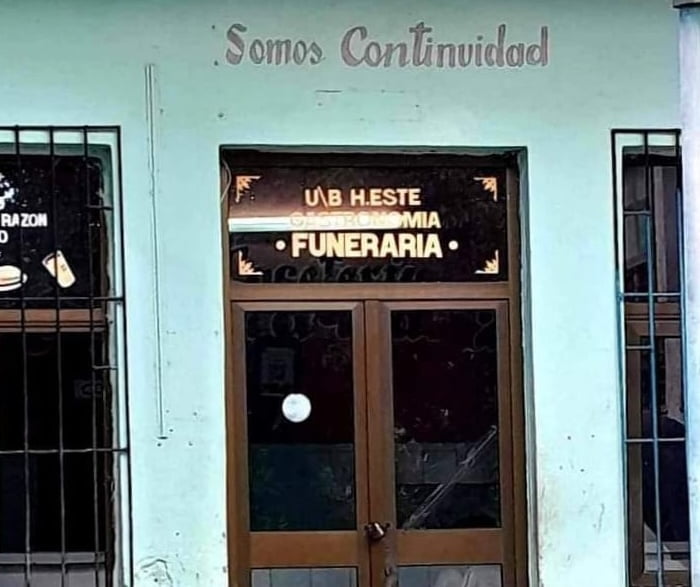 Somos Continuidad
U\B H.ESTE
GASTRONOMIA
• FUNERARIA •
RAZON